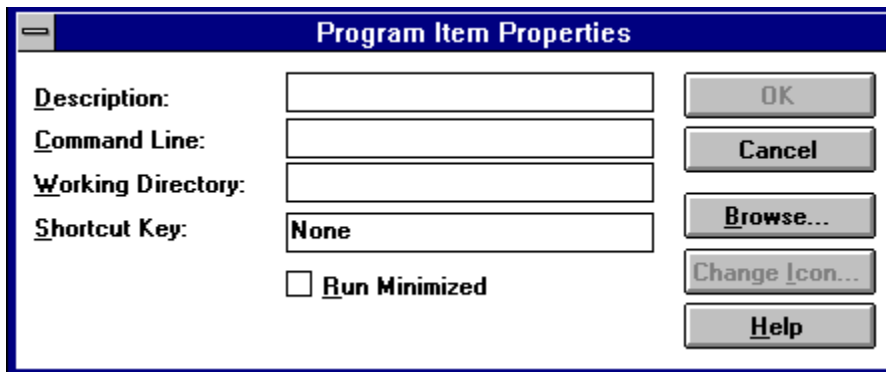 Program Item Properties
Description:
OK
Command Line:
Cancel
Working Directory:
Browse...
Shortcut Key:
None
Change Icon...
Run Minimized
Help